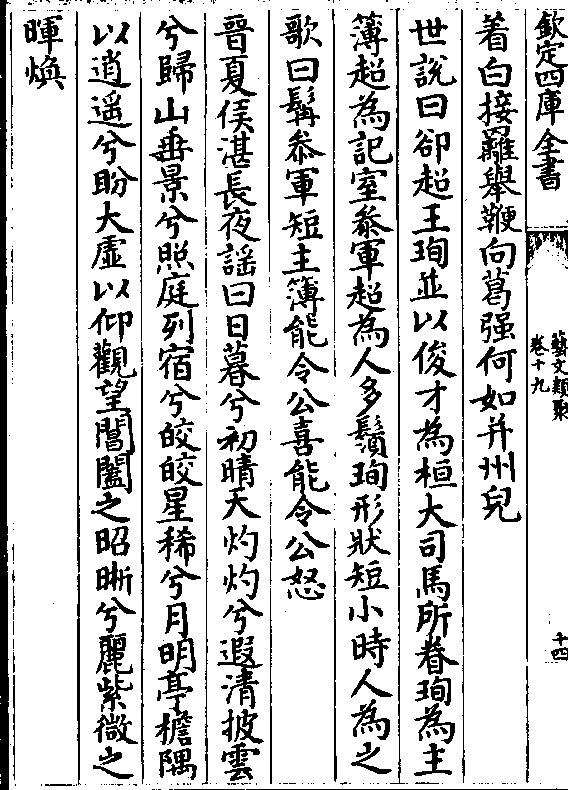 欽定四庫全書
藝文類聚
卷十九
十四
着白接羅舉鞭向葛强何如并州兒
世說曰郤超王珣並以俊才為桓大司馬所眷珣為主
簿超為記室叅軍超為人多鬚珣形狀短小時人為之
歌曰髯叅軍短主簿能令公喜能令公怒
晉夏侯湛長夜謡曰日暮兮初晴天灼灼兮遐清披雲
兮歸山垂景兮照庭列宿兮皎皎星稀兮月明亭檐隅
以逍遥兮盼大虛以仰觀望閶闔之昭晣兮麗紫微之
暉煥